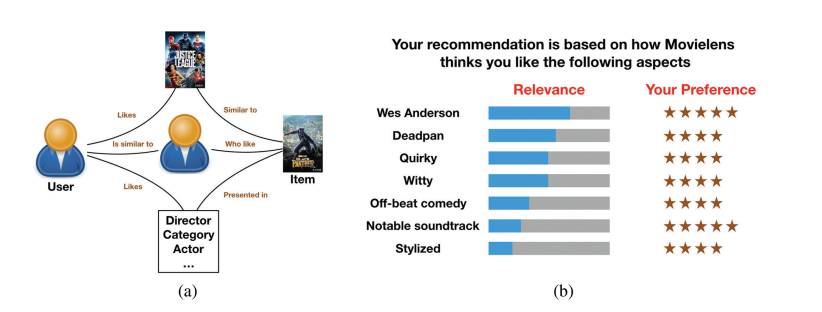 JUSTICE
LEAGUE
Likes
Similar to
Is similar to
Who like
User
Item
Likes
Presented in
Director
Category
Actor
...
(a)
Your recommendation is based on how Movielens
thinks you like the following aspects
Relevance Your Preference
Wes Anderson
Deadpan
Quirky
Witty
Off-beat comedy
Notable soundtrack
Stylized
(b)